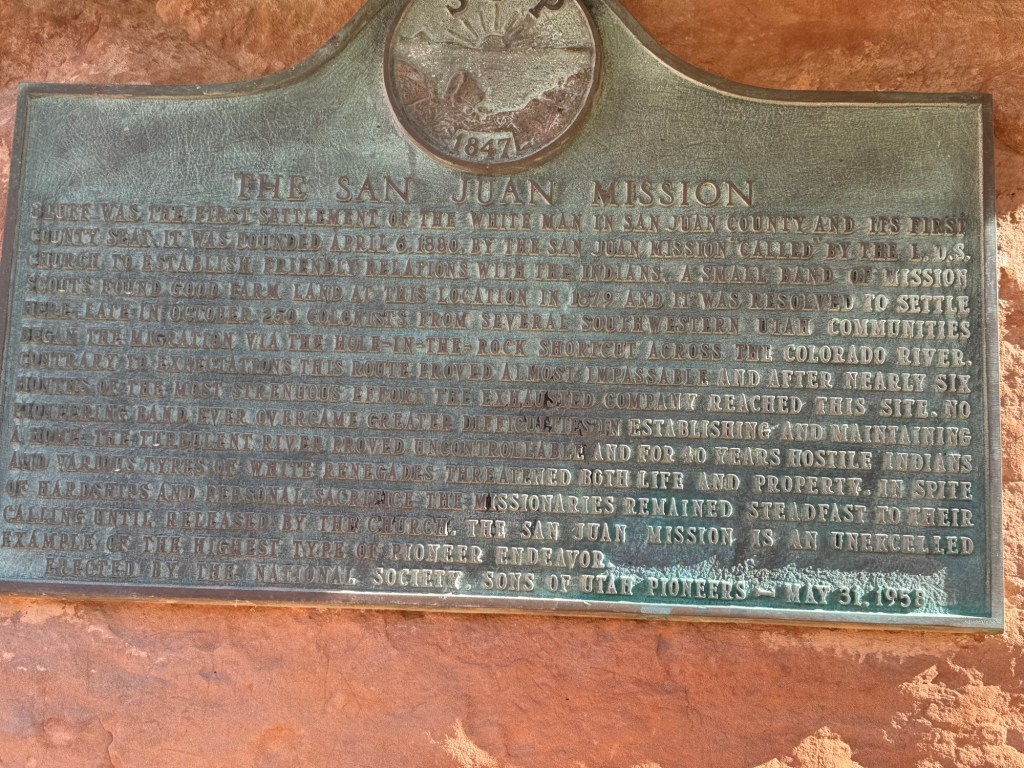 S U P
1847
THE SAN JUAN MISSION
BLUFF WAS THE FIRST SETTLEMENT OF THE WHITE MAN IN SAN JUAN COUNTY AND ITS FIRST
COUNTY SEAT. IT WAS FOUNDED APRIL 6, 1880, BY THE SAN JUAN MISSION CALLED BY THE L. D.S.
CHURCH TO ESTABLISH FRIENDLY RELATIONS WITH THE INDIANS. A SMALL BAND OF MISSION
SCOUTS FOUND GOOD FARM LAND AT THIS LOCATION IN 1879 AND IT WAS RESOLVED TO SETTLE
HERE. LATE IN OCTOBER 250 COLONISTS FROM SEVERAL SOUTHWESTERN UTAH COMMUNITIES
BEGAN THE MIGRATION VIA THE HOLE-IN-THE-ROCK SHORTCUT ACROSS THE COLORADO RIVER.
CONTRARY TO EXPECTATIONS THIS ROUTE PROVED ALMOST IMPASSABLE AND AFTER NEARLY SIX
MONTHS OF THE MOST STRENUOUS EFFORT THE EXHAUSTED COMPANY REACHED THIS SITE. NO
PIONEERING BAND EVER OVERCAME GREATER DIFFICULTIES IN ESTABLISHING AND MAINTAINING
A HOME. THE TURBULENT RIVER PROVED UNCONTROLLABLE AND FOR 40 YEARS HOSTILE INDIANS
AND VARIOUS TYPES OF WHITE RENEGADES THREATENED BOTH LIFE AND PROPERTY. IN SPITE
OF HARDSHIPS AND PERSONAL SACRIFICE THE MISSIONARIES REMAINED STEADFAST TO THEIR
CALLING UNTIL RELEASED BY THE CHURCH. THE SAN JUAN MISSION IS AN UNEXCELLED
EXAMPLE OF THE HIGHEST TYPE OF PIONEER ENDEAVOR
ERECTED BY THE NATIONAL SOCIETY, SONS OF UTAH PIONEERS — MAY 31, 1958